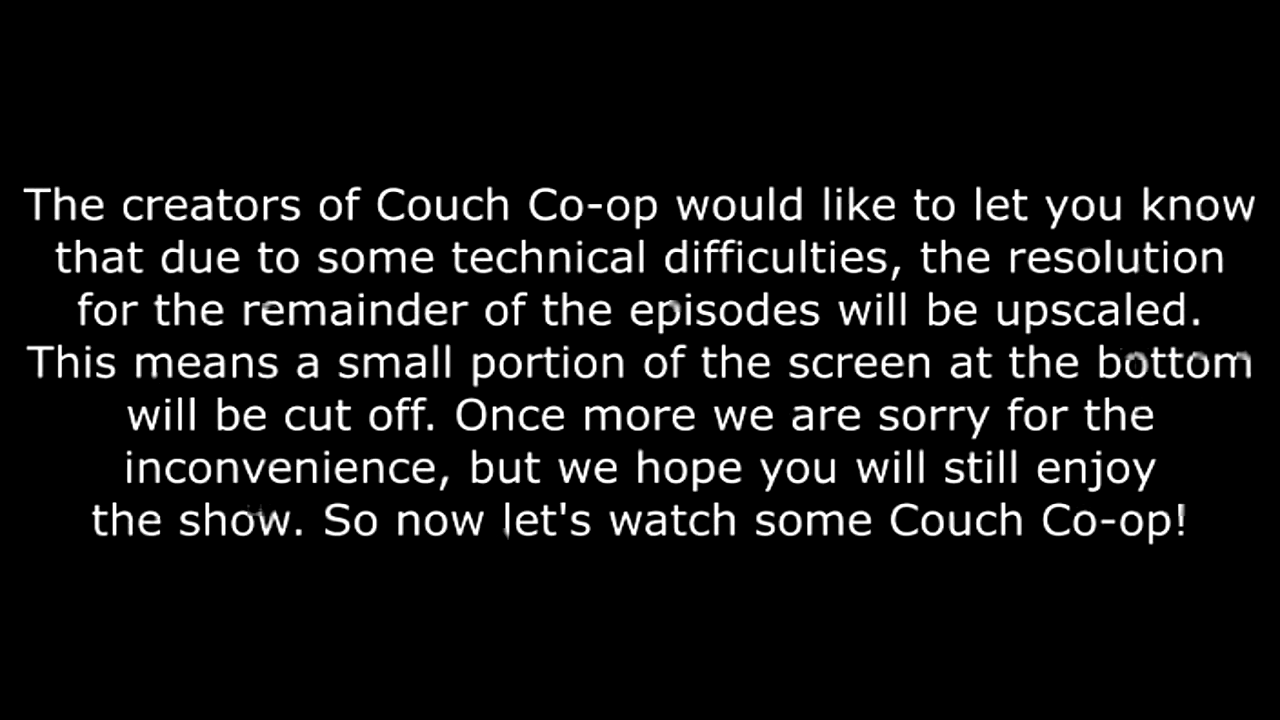 The creators of Couch Co-op would like to let you know
that due to some technical difficulties, the resolution
for the remainder of the episodes will be upscaled.
This means a small portion of the screen at the bottom
will be cut off. Once more we are sorry for the
inconvenience, but we hope you will still enjoy
the show. So now let's watch some Couch Co-op!